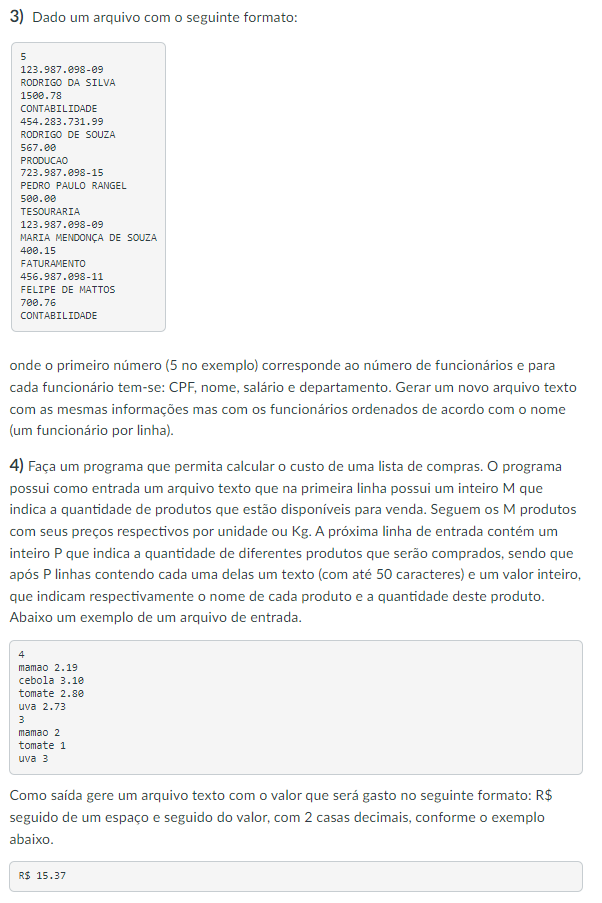 3) Dado um arquivo com o seguinte formato:
5
123.987.098-09
RODRIGO DA SILVA
1500.78
CONTABILIDADE
454.283.731.99
RODRIGO DE SOUZA
567.00
PRODUCAO
723.987.098-15
PEDRO PAULO RANGEL
500.00
TESOURARIA
123.987.098-09
MARIA MENDONÇA DE SOUZA
400.15
FATURAMENTO
456.987.098-11
FELIPE DE MATTOS
700.76
CONTABILIDADE
onde o primeiro número (5 no exemplo) corresponde ao número de funcionários e para
cada funcionário tem-se: CPF, nome, salário e departamento. Gerar um novo arquivo texto
com as mesmas informações mas com os funcionários ordenados de acordo com o nome
(um funcionário por linha).
4) Faça um programa que permita calcular o custo de uma lista de compras. O programa
possui como entrada um arquivo texto que na primeira linha possui um inteiro M que
indica a quantidade de produtos que estão disponíveis para venda. Seguem os M produtos
com seus preços respectivos por unidade ou Kg. A próxima linha de entrada contém um
inteiro P que indica a quantidade de diferentes produtos que serão comprados, sendo que
após P linhas contendo cada uma delas um texto (com até 50 caracteres) e um valor inteiro,
que indicam respectivamente o nome de cada produto e a quantidade deste produto.
Abaixo um exemplo de um arquivo de entrada.
4
mamao 2.19
cebola 3.10
tomate 2.80
uva 2.73
3
mamao 2
tomate 1
uva 3
Como saída gere um arquivo texto com o valor que será gasto no seguinte formato: R$
seguido de um espaço e seguido do valor, com 2 casas decimais, conforme o exemplo
abaixo.
R$ 15.37